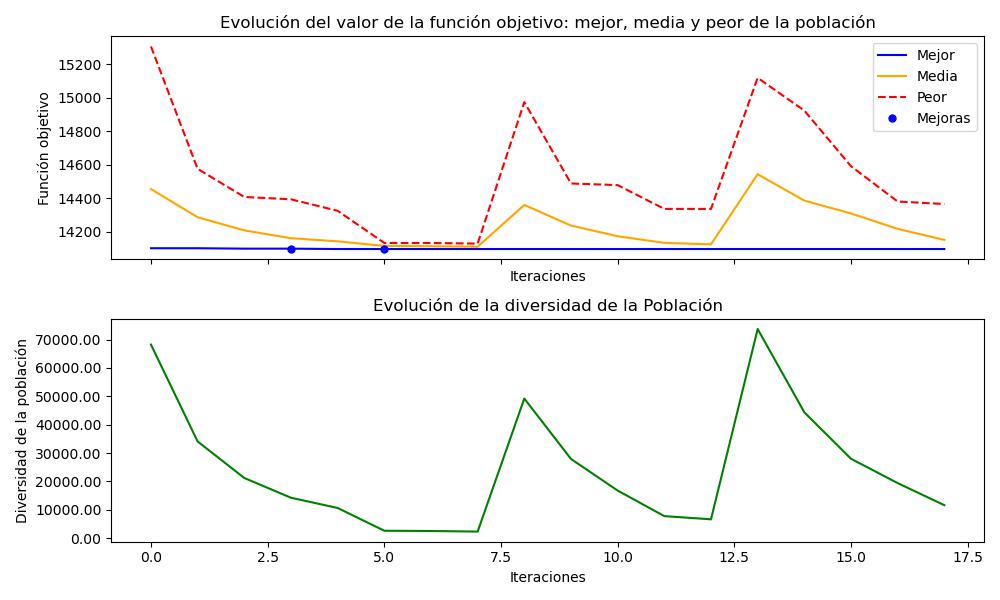 Evolución del valor de la función objetivo: mejor, media y peor de la población
Función objetivo
15200
15000
14800
14600
14400
14200
Mejor
Media
Peor
Mejoras
Iteraciones
Evolución de la diversidad de la Población
Diversidad de la población
70000.00
60000.00
50000.00
40000.00
30000.00
20000.00
10000.00
0.00
0.0 2.5 5.0 7.5 10.0 12.5 15.0 17.5
Iteraciones